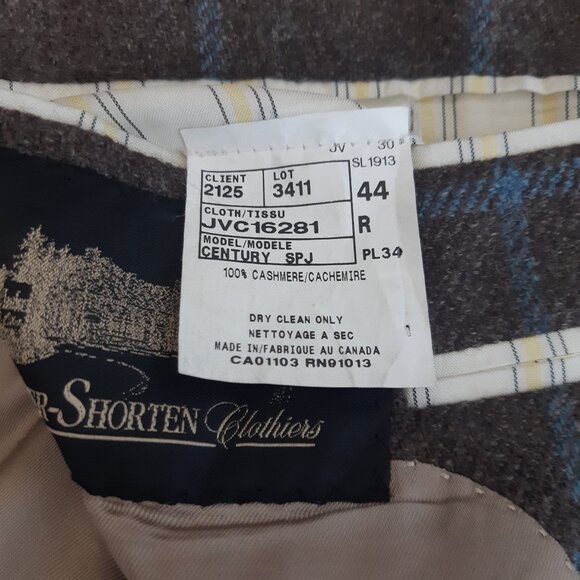 JV 30
SL1913
CLIENT LOT
2125 3411 44
CLOTH/TISSU
JVC16281 R
MODEL/MODELE
CENTURY SPJ PL34
100% CASHMERE/CACHEMIRE
DRY CLEAN ONLY
NETTOYAGE A SEC
MADE IN/FABRIQUE AU CANADA
CA01103 RN91013
R-SHORTEN Clothiers